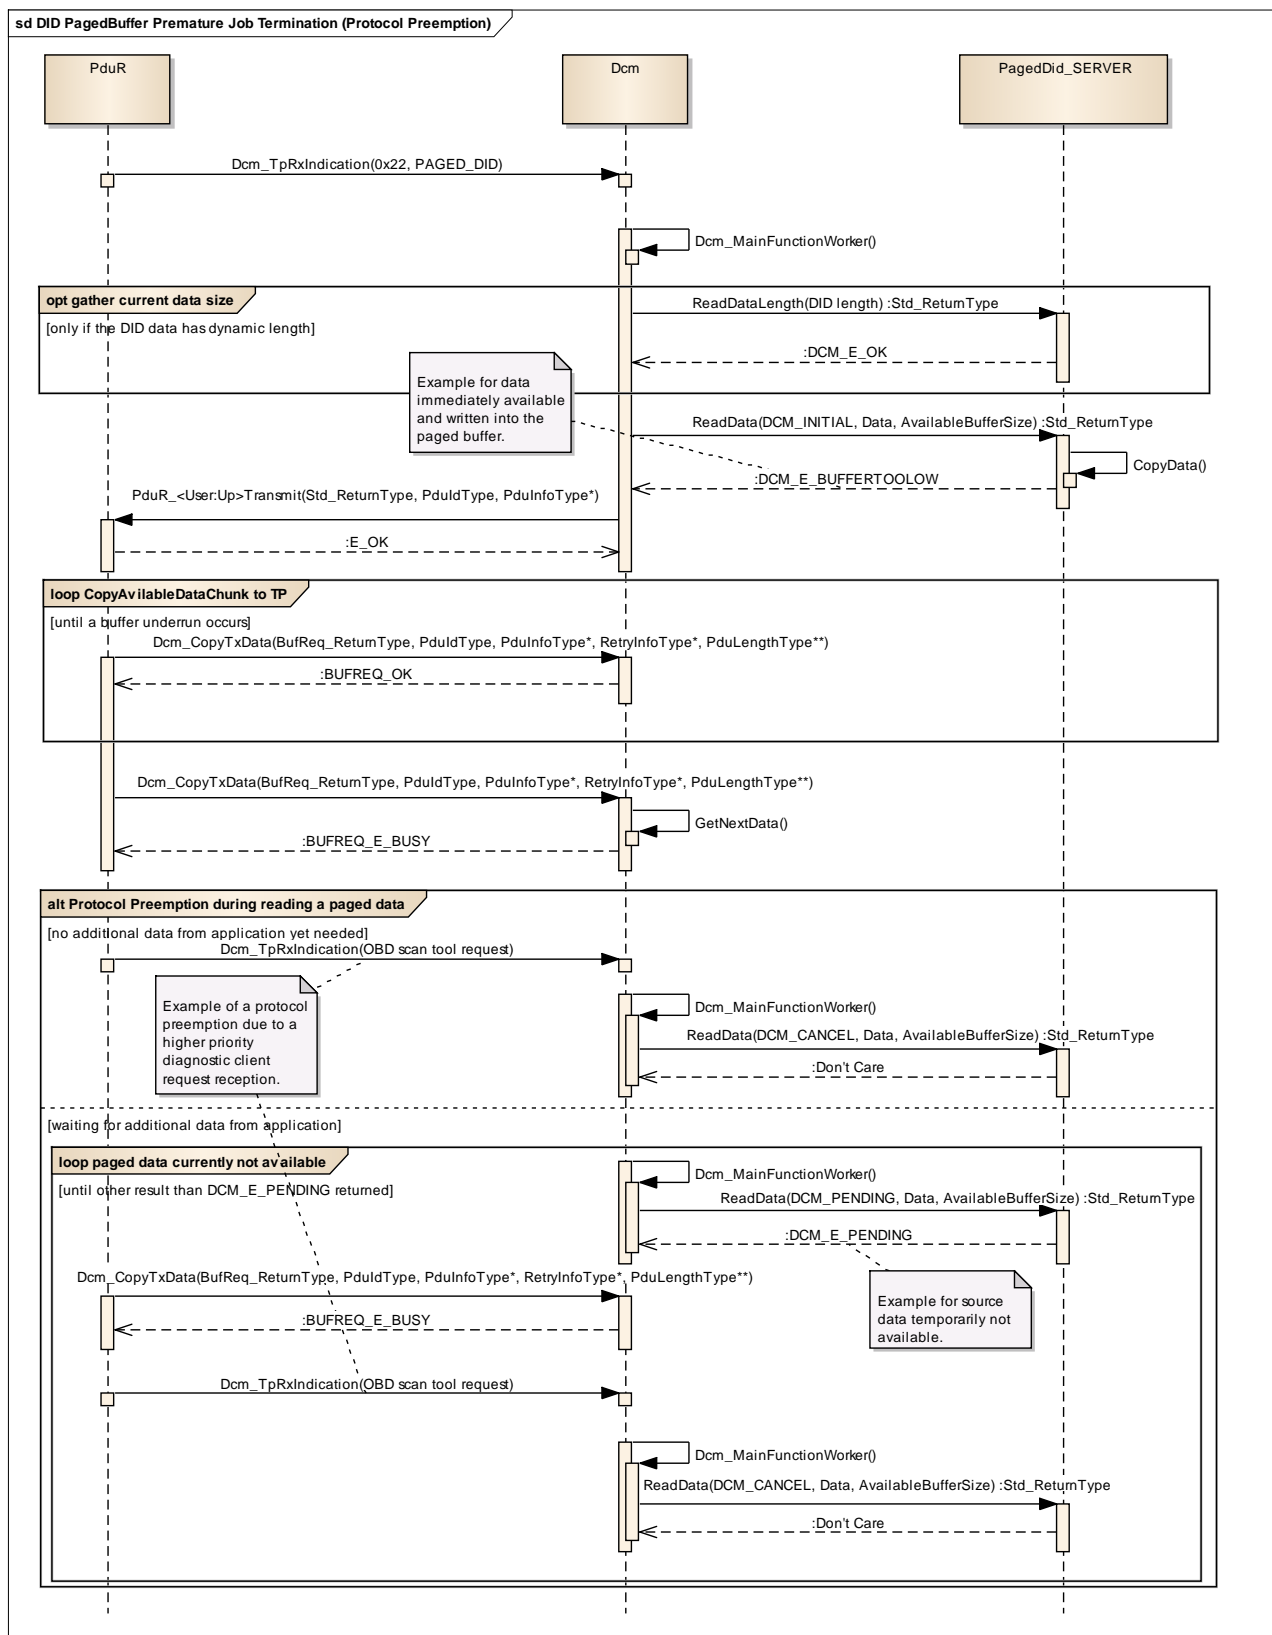 sd DID PagedBuffer Premature Job Termination (Protocol Preemption)
PduR
Dcm
PagedDid_SERVER
Dcm_TpRxIndication(0x22, PAGED_DID)
Dcm_MainFunctionWorker()
opt gather current data size
[only if the DID data has dynamic length]
ReadDataLength(DID length) :Std_ReturnType
:DCM_E_OK
Example for data
immediately available
and written into the
paged buffer.
ReadData(DCM_INITIAL, Data, AvailableBufferSize) :Std_ReturnType
CopyData()
:DCM_E_BUFFERTOOLOW
PduR_<User:Up>Transmit(Std_ReturnType, PduIdType, PduInfoType*)
:E_OK
loop CopyAvilableDataChunk to TP
[until a buffer underrun occurs]
Dcm_CopyTxData(BufReq_ReturnType, PduIdType, PduInfoType*, RetryInfoType*, PduLengthType**)
:BUFREQ_OK
Dcm_CopyTxData(BufReq_ReturnType, PduIdType, PduInfoType*, RetryInfoType*, PduLengthType**)
GetNextData()
:BUFREQ_E_BUSY
alt Protocol Preemption during reading a paged data
[no additional data from application yet needed]
Dcm_TpRxIndication(OBD scan tool request)
Example of a protocol
preemption due to a
higher priority
diagnostic client
request reception.
Dcm_MainFunctionWorker()
ReadData(DCM_CANCEL, Data, AvailableBufferSize) :Std_ReturnType
:Don't Care
[waiting for additional data from application]
loop paged data currently not available
[until other result than DCM_E_PENDING returned]
Dcm_MainFunctionWorker()
ReadData(DCM_PENDING, Data, AvailableBufferSize) :Std_ReturnType
:DCM_E_PENDING
Dcm_CopyTxData(BufReq_ReturnType, PduIdType, PduInfoType*, RetryInfoType*, PduLengthType**)
Example for source
data temporarily not
available.
:BUFREQ_E_BUSY
Dcm_TpRxIndication(OBD scan tool request)
Dcm_MainFunctionWorker()
ReadData(DCM_CANCEL, Data, AvailableBufferSize) :Std_ReturnType
:Don't Care